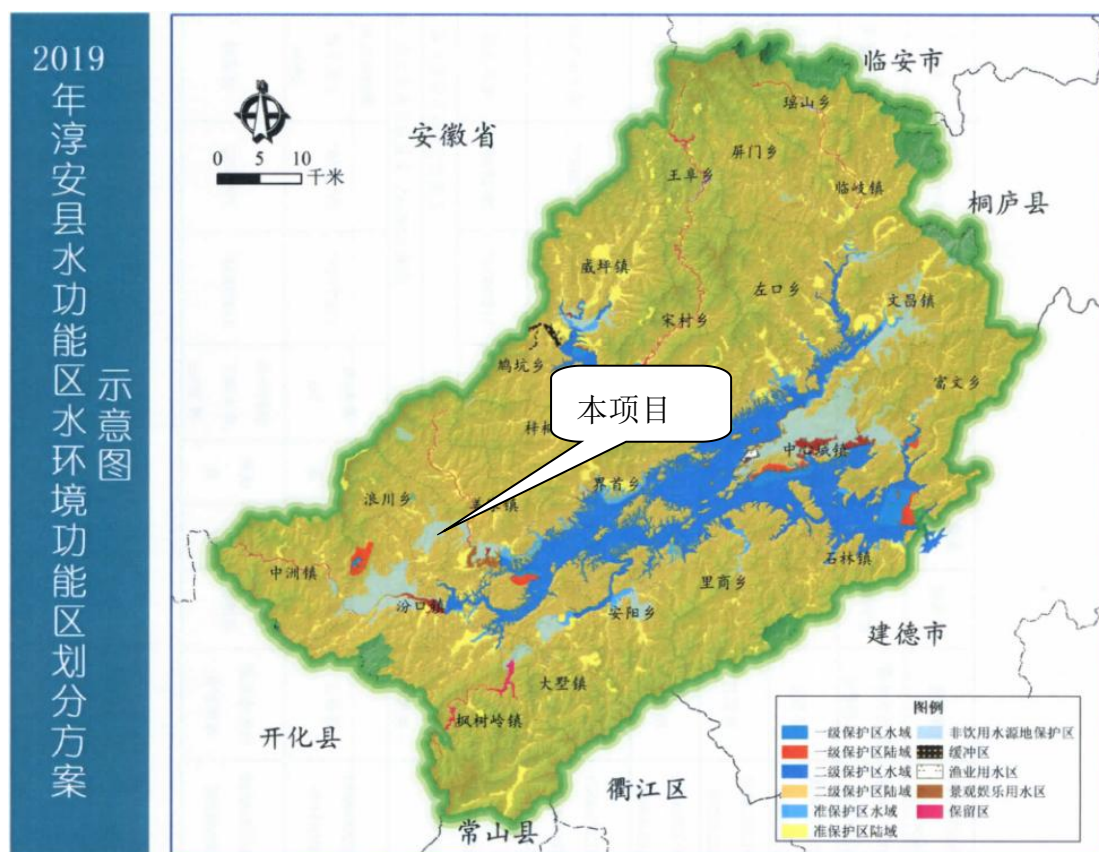 2019
年淳安县水功能区水环境功能区划分方案
示意图
0 5 10
千米
安徽省
临安市
桐庐县
建德市
衢江区
常山县
开化县
瑶山乡
屏门乡
王阜乡
临岐镇
威坪镇
左口乡
文昌镇
宋村乡
鸠坑乡
富文乡
本项目
梓
界首乡
浪川乡
镇
中洲镇
汾口镇
石林镇
里商乡
安阳乡
大墅镇
枫树岭镇
图例
一级保护区水域
一级保护区陆域
二级保护区水域
二级保护区陆域
准保护区水域
准保护区陆域
非饮用水源地保护区
缓冲区
渔业用水区
景观娱乐用水区
保留区